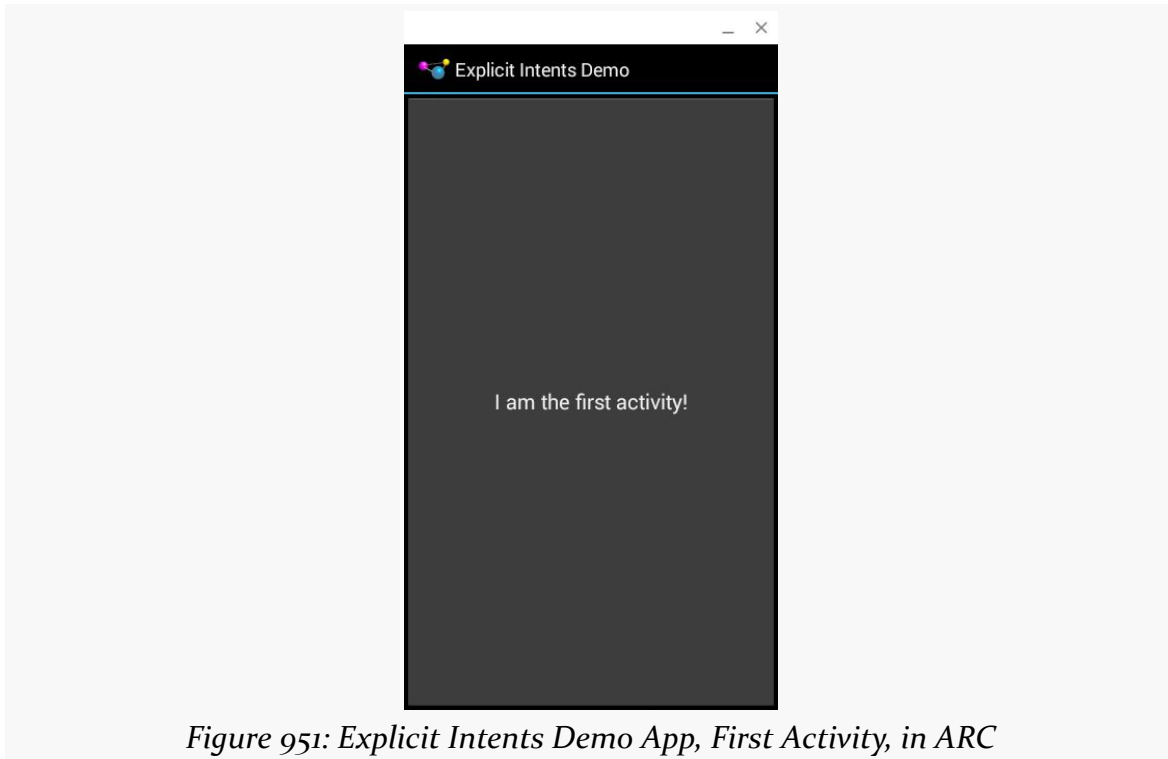 Explicit Intents Demo
I am the first activity!
Figure 951: Explicit Intents Demo App, First Activity, in ARC